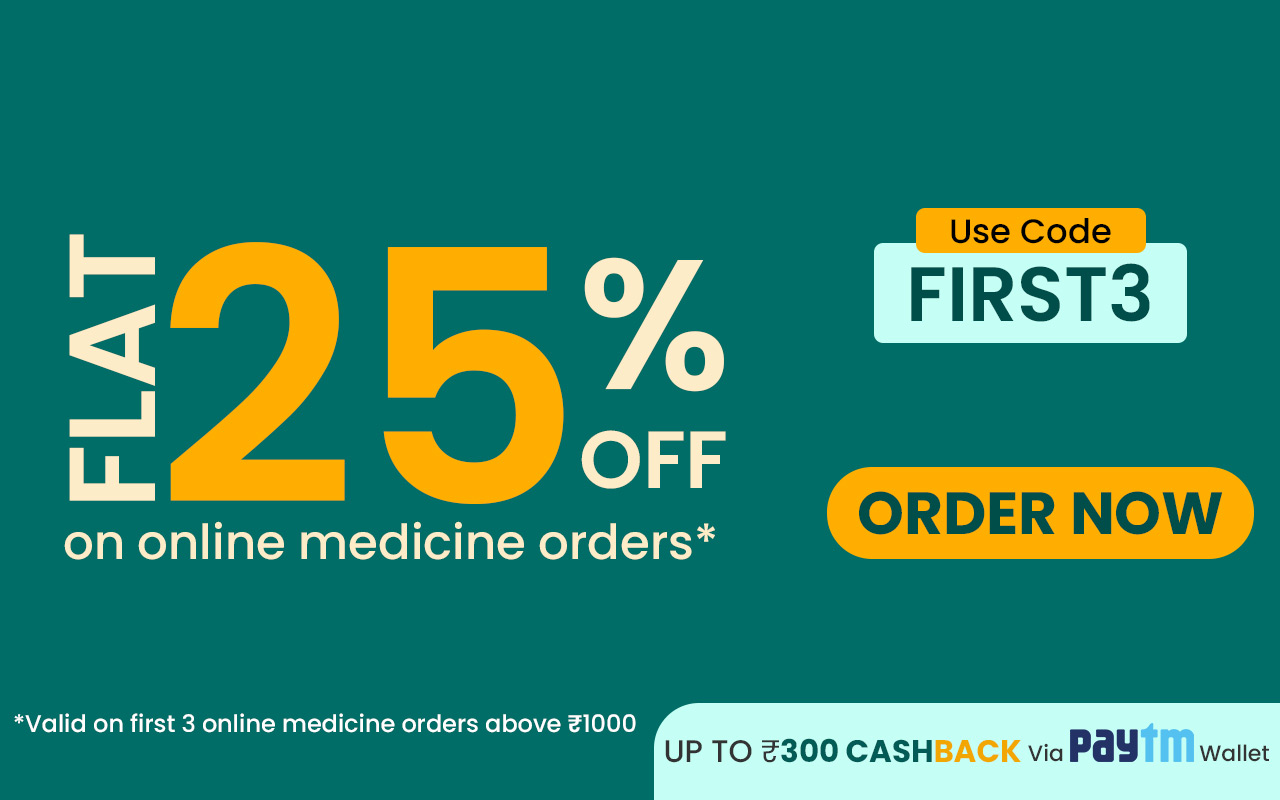 FLAT
25%
OFF
on online medicine orders*
Use Code
FIRST3
ORDER NOW
*Valid on first 3 online medicine orders above ₹1000
UP TO ₹300 CASHBACK Via paytm Wallet